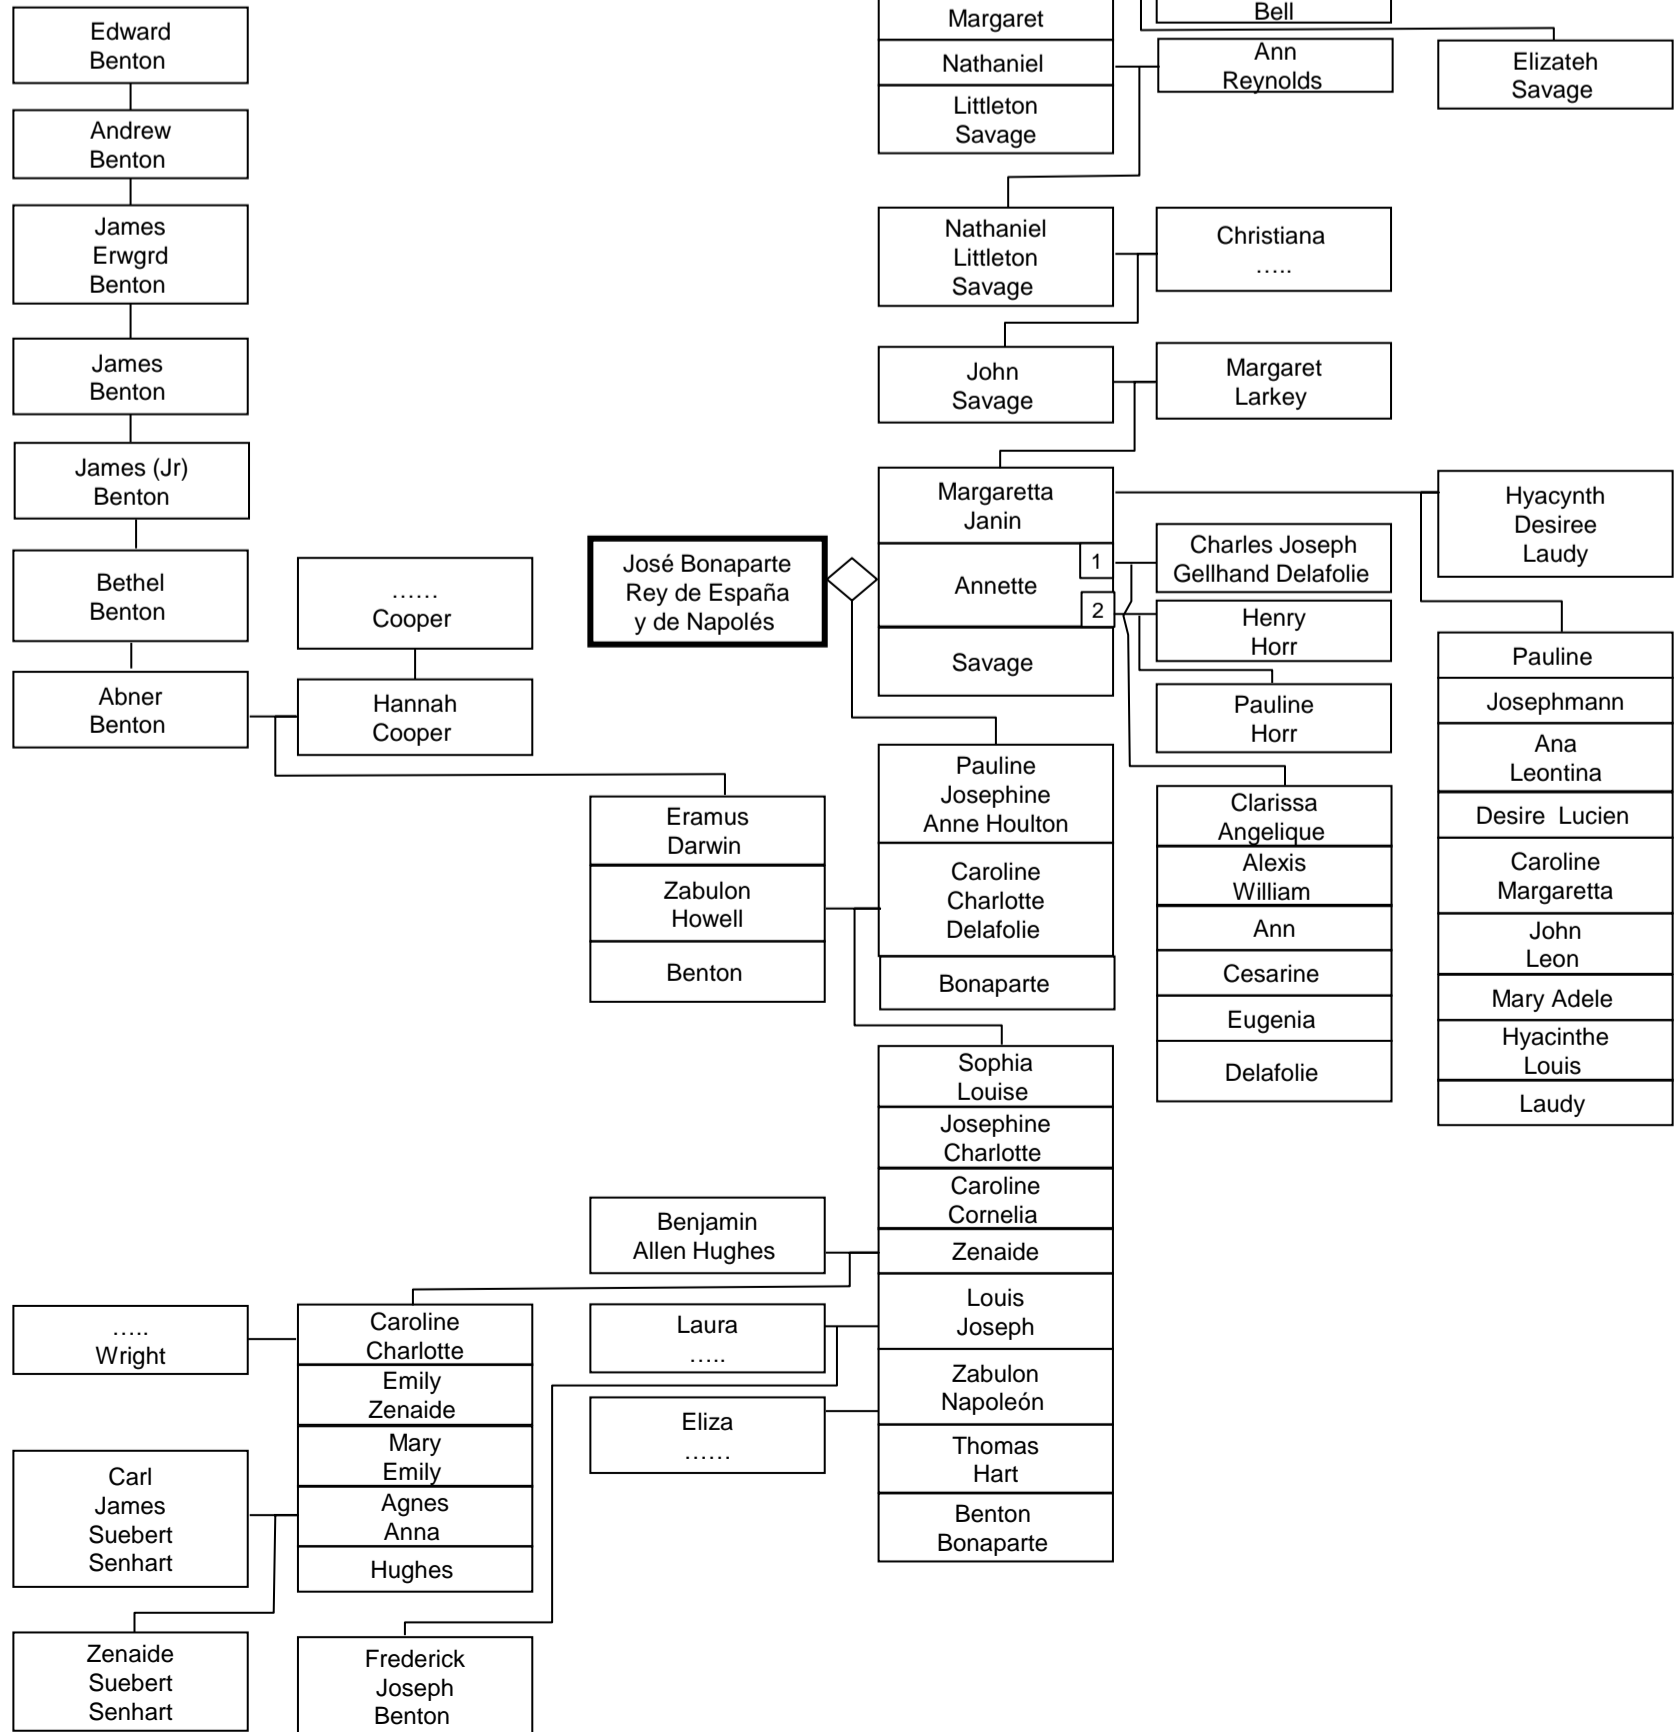 Edward
Benton
Andrew
Benton
James
Erwgrd
Benton
James
Benton
James (Jr)
Benton
Bethel
Benton
Abner
Benton
......
Cooper
Hannah
Cooper
Margaret
Nathaniel
Littleton
Savage
Bell
Ann
Reynolds
Elizateh
Savage
Nathaniel
Littleton
Savage
Christiana
.....
John
Savage
Margaret
Larkey
José Bonaparte
Rey de España
y de Napolés
Margaretta
Janin
Annette
1
2
Savage
Charles Joseph
Gellhand Delafolie
Henry
Horr
Pauline
Horr
Hyacynth
Desiree
Laudy
Pauline
Josephmann
Ana
Leontina
Desire Lucien
Caroline
Margaretta
John
Leon
Mary Adele
Hyacinthe
Louis
Laudy
Clarissa
Angelique
Alexis
William
Ann
Cesarine
Eugenia
Delafolie
Eramus
Darwin
Zabulon
Howell
Benton
Pauline
Josephine
Anne Houlton
Caroline
Charlotte
Delafolie
Bonaparte
Sophia
Louise
Josephine
Charlotte
Caroline
Cornelia
Zenaide
Louis
Joseph
Zabulon
Napoleón
Thomas
Hart
Benton
Bonaparte
Benjamin
Allen Hughes
Laura
.....
Eliza
......
.....
Wright
Caroline
Charlotte
Emily
Zenaide
Mary
Emily
Agnes
Anna
Hughes
Carl
James
Suebert
Senhart
Zenaide
Suebert
Senhart
Frederick
Joseph
Benton